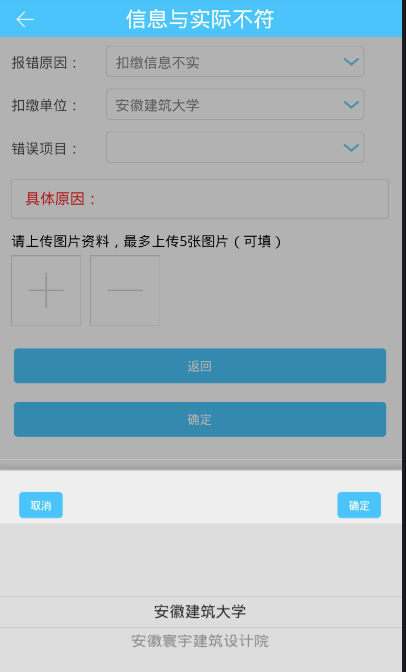 信息与实际不符
报错原因： 扣缴信息不实
扣缴单位： 安徽建筑大学
错误项目：
具体原因：
请上传图片资料，最多上传5张图片（可填）
返回
确定
取消 确定
安徽建筑大学
安徽寰宇建筑设计院